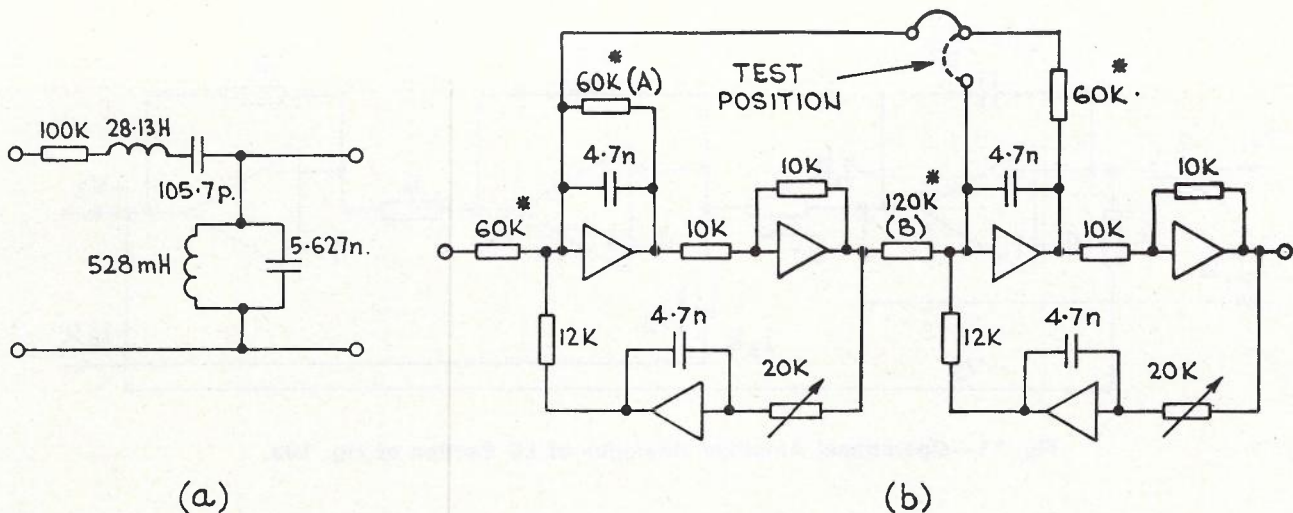 100K
28·13H
105·7p.
528mH
5·627n.
(a)
TEST
POSITION
*
60K (A)
*
60K.
4·7n
4·7n
10K
*
120K
(B)
10K
*
60K
10K
10K
12K
4·7n
20K
12K
4·7n
20K
(b)